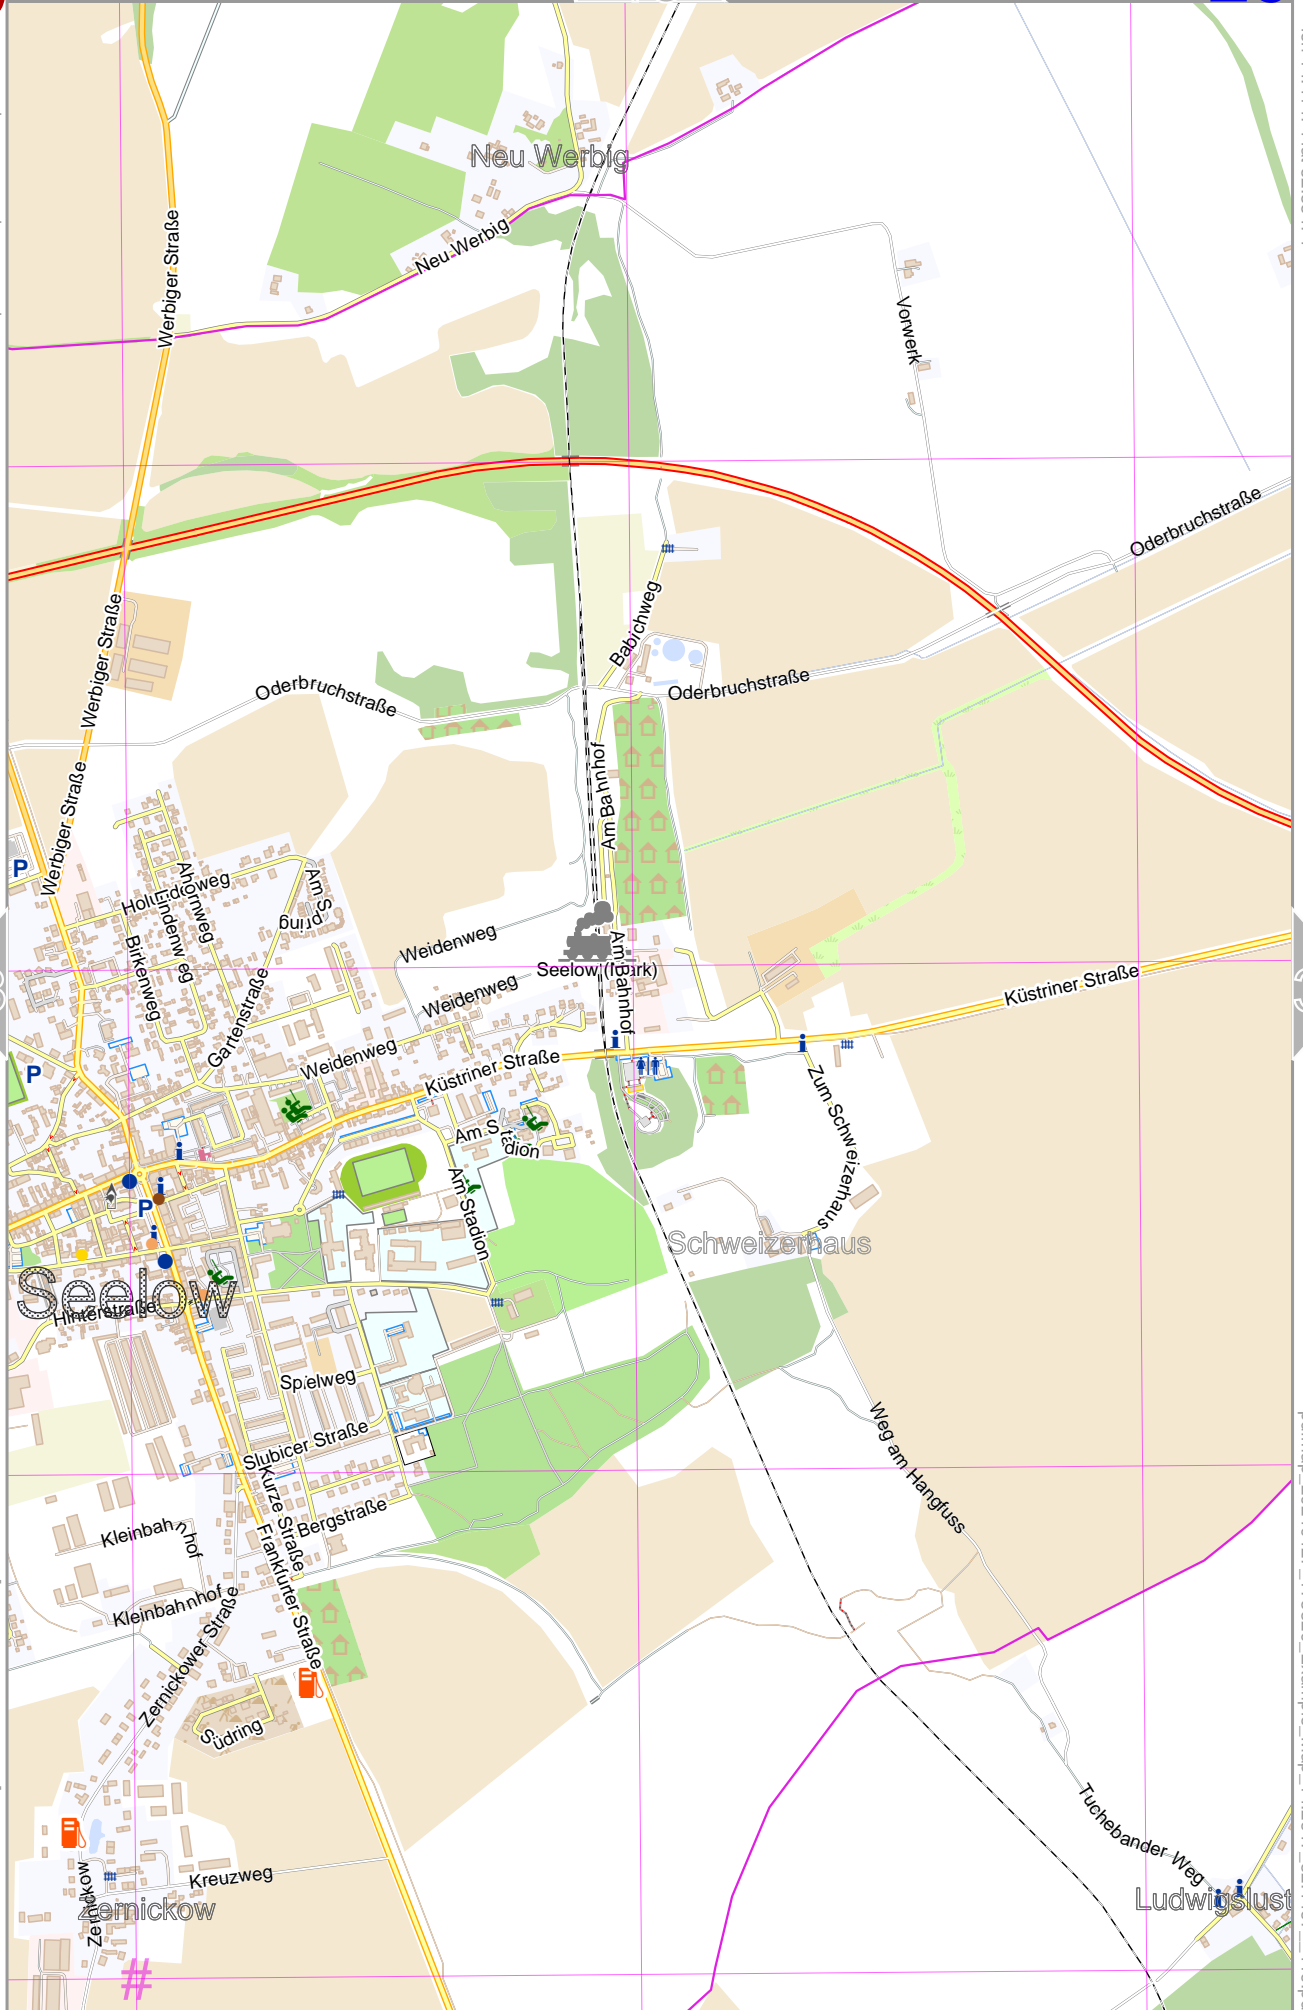 Neu Werbig
Werbiger Straße
Neu Werbig
Vorwerk
Oderbruchstraße
Werbiger Straße
Babichweg
Oderbruchstraße
Oderbruchstraße
Am Bahnhof
Werbiger Straße
P
Holunderweg
Ahornweg
Lindenweg
Am Spring
Birkenweg
Weidenweg
Am Bahnhof
Seelow (Mark)
Weidenweg
Küstriner Straße
Gartenstraße
Weidenweg
Küstriner Straße
P
Zum Schweizerhaus
Am Stadion
Am Stadion
P
Schweizerhaus
Seelow
Hinterstraße
Spielweg
Slubicer Straße
Weg am Hangfuss
Kurze Straße
Bergstraße
Kleinbahnhof
Frankfurter Straße
Kleinbahnhof
Zernickower Straße
Südring
Tuchebander Weg
Kreuzweg
Zernickow
Zernickow
Ludwigslust
#